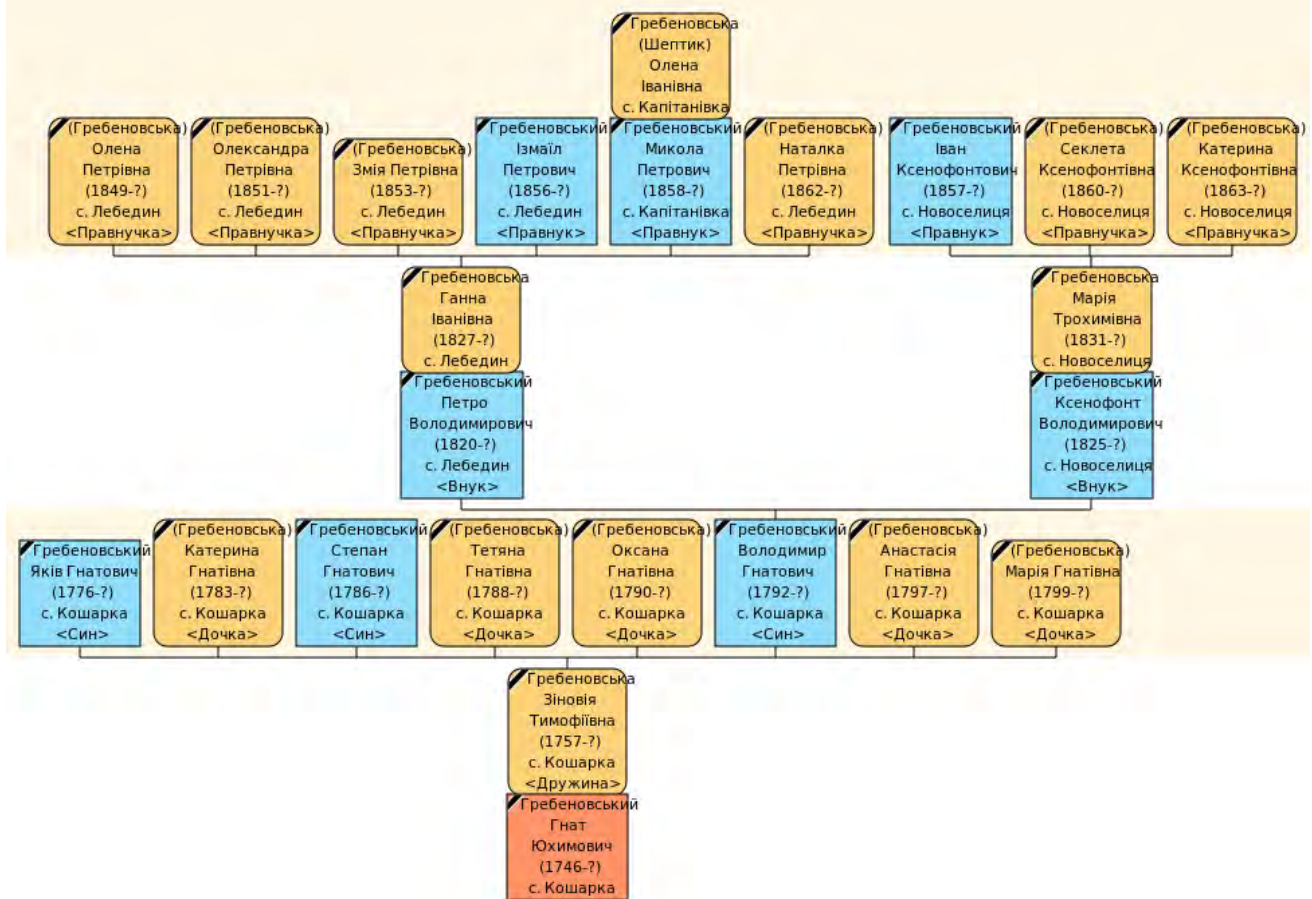 Гребеновська
(Шептик)
Олена
Іванівна
с. Капітанівка
(Гребеновська)
Олена
Петрівна
(1849-?)
с. Лебедин
<Правнучка>
(Гребеновська)
Олександра
Петрівна
(1851-?)
с. Лебедин
<Правнучка>
(Гребеновська)
Змія Петрівна
(1853-?)
с. Лебедин
<Правнучка>
Гребеновський
Ізмаїл
Петрович
(1856-?)
с. Лебедин
<Правнук>
Гребеновський
Микола
Петрович
(1858-?)
с. Капітанівка
<Правнук>
(Гребеновська)
Наталка
Петрівна
(1862-?)
с. Лебедин
<Правнучка>
Гребеновський
Іван
Ксенофонтович
(1857-?)
с. Новоселиця
<Правнук>
(Гребеновська)
Секлета
Ксенофонтівна
(1860-?)
с. Новоселиця
<Правнучка>
(Гребеновська)
Катерина
Ксенофонтівна
(1863-?)
с. Новоселиця
<Правнучка>
Гребеновська
Ганна
Іванівна
(1827-?)
с. Лебедин
Гребеновський
Петро
Володимирович
(1820-?)
с. Лебедин
<Внук>
Гребеновська
Марія
Трохимівна
(1831-?)
с. Новоселиця
Гребеновський
Ксенофонт
Володимирович
(1825-?)
с. Новоселиця
<Внук>
Гребеновський
Яків Гнатович
(1776-?)
с. Кошарка
<Син>
(Гребеновська)
Катерина
Гнатівна
(1783-?)
с. Кошарка
<Дочка>
Гребеновський
Степан
Гнатович
(1786-?)
с. Кошарка
<Син>
(Гребеновська)
Тетяна
Гнатівна
(1788-?)
с. Кошарка
<Дочка>
(Гребеновська)
Оксана
Гнатівна
(1790-?)
с. Кошарка
<Дочка>
Гребеновський
Володимир
Гнатович
(1792-?)
с. Кошарка
<Син>
(Гребеновська)
Анастасія
Гнатівна
(1797-?)
с. Кошарка
<Дочка>
(Гребеновська)
Марія Гнатівна
(1799-?)
с. Кошарка
<Дочка>
Гребеновська
Зіновія
Тимофіївна
(1757-?)
с. Кошарка
<Дружина>
Гребеновський
Гнат
Юхимович
(1746-?)
с. Кошарка